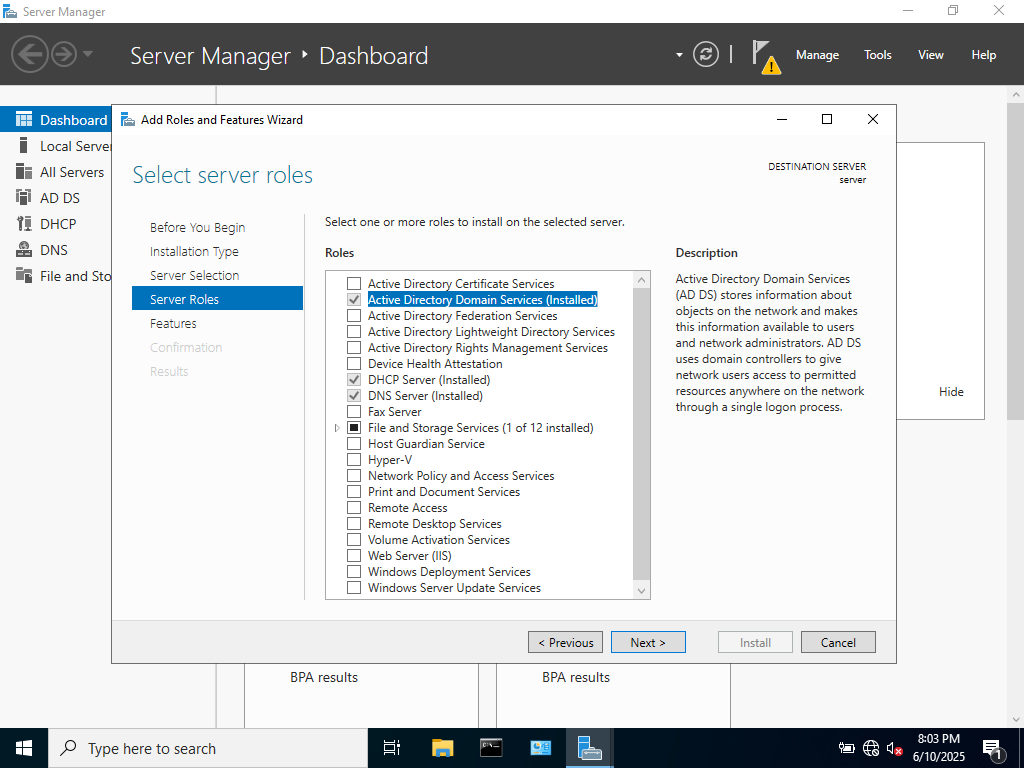 Server Manager
Server Manager ‣ Dashboard
Manage
Tools
View
Help
Dashboard
Local Server
All Servers
AD DS
DHCP
DNS
File and Sto
Add Roles and Features Wizard
Select server roles
DESTINATION SERVER
server
Before You Begin
Installation Type
Server Selection
Server Roles
Features
Confirmation
Results
Select one or more roles to install on the selected server.
Roles
Active Directory Certificate Services
Active Directory Domain Services (Installed)
Active Directory Federation Services
Active Directory Lightweight Directory Services
Active Directory Rights Management Services
Device Health Attestation
DHCP Server (Installed)
DNS Server (Installed)
Fax Server
File and Storage Services (1 of 12 installed)
Host Guardian Service
Hyper-V
Network Policy and Access Services
Print and Document Services
Remote Access
Remote Desktop Services
Volume Activation Services
Web Server (IIS)
Windows Deployment Services
Windows Server Update Services
Description
Active Directory Domain Services
(AD DS) stores information about
objects on the network and makes
this information available to users
and network administrators. AD DS
uses domain controllers to give
network users access to permitted
resources anywhere on the network
through a single logon process.
Hide
< Previous
Next >
Install
Cancel
BPA results
BPA results
Type here to search
8:03 PM
6/10/2025
1